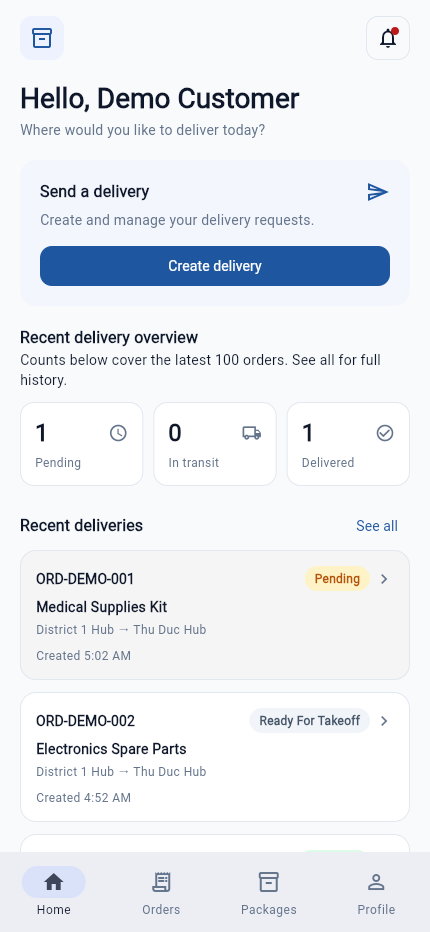 Hello, Demo Customer
Where would you like to deliver today?
Send a delivery
Create and manage your delivery requests.
Create delivery
Recent delivery overview
Counts below cover the latest 100 orders. See all for full
history.
1
Pending
0
In transit
1
Delivered
Recent deliveries
See all
ORD-DEMO-001
Pending
Medical Supplies Kit
District 1 Hub → Thu Duc Hub
Created 5:02 AM
ORD-DEMO-002
Ready For Takeoff
Electronics Spare Parts
District 1 Hub → Thu Duc Hub
Created 4:52 AM
Home
Orders
Packages
Profile